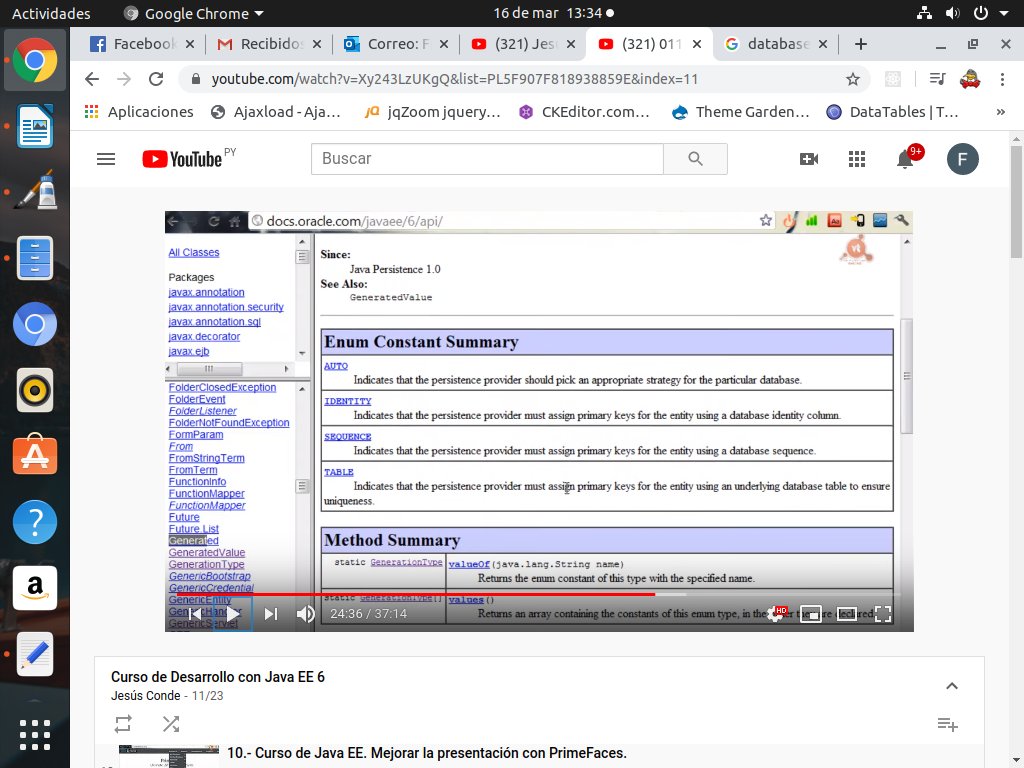 Actividades
Google Chrome
16 de mar 13:34
Facebook
Recibidos
Correo: F
(321) Jes
(321) 011
database
youtube.com/watch?v=Xy243LzUKgQ&list=PL5F907F818938859E&index=11
Aplicaciones
Ajaxload - Aja...
jqZoom jquery...
CKEditor.com...
Theme Garden...
DataTables | T...
»
YouTube PY
Buscar
9+
F
docs.oracle.com/javaee/6/api/
All Classes
Packages
javax.annotation
javax.annotation.security
javax.annotation.sql
javax.decorator
javax.ejb
FolderClosedException
FolderEvent
FolderListener
FolderNotFoundException
FormParam
From
FromStringTerm
FromTerm
FunctionInfo
FunctionMapper
FunctionMapper
Future
Future List
Generated
GeneratedValue
GenerationType
GenericBootstrap
GenericCredential
GenericEntity
GenericHandler
GenericServlet
Since:
Java Persistence 1.0
See Also:
GeneratedValue
vt
Enum Constant Summary
AUTO
Indicates that the persistence provider should pick an appropriate strategy for the particular database.
IDENTITY
Indicates that the persistence provider must assign primary keys for the entity using a database identity column.
SEQUENCE
Indicates that the persistence provider must assign primary keys for the entity using a database sequence.
TABLE
Indicates that the persistence provider must assign primary keys for the entity using an underlying database table to ensure
uniqueness.
Method Summary
static GenerationType valueOf(java.lang.String name)
Returns the enum constant of this type with the specified name.
static GenerationType[] values()
Returns an array containing the constants of this enum type, in the order they are declared.
24:36 / 37:14
HD
Curso de Desarrollo con Java EE 6
Jesús Conde - 11/23
10.- Curso de Java EE. Mejorar la presentación con PrimeFaces.